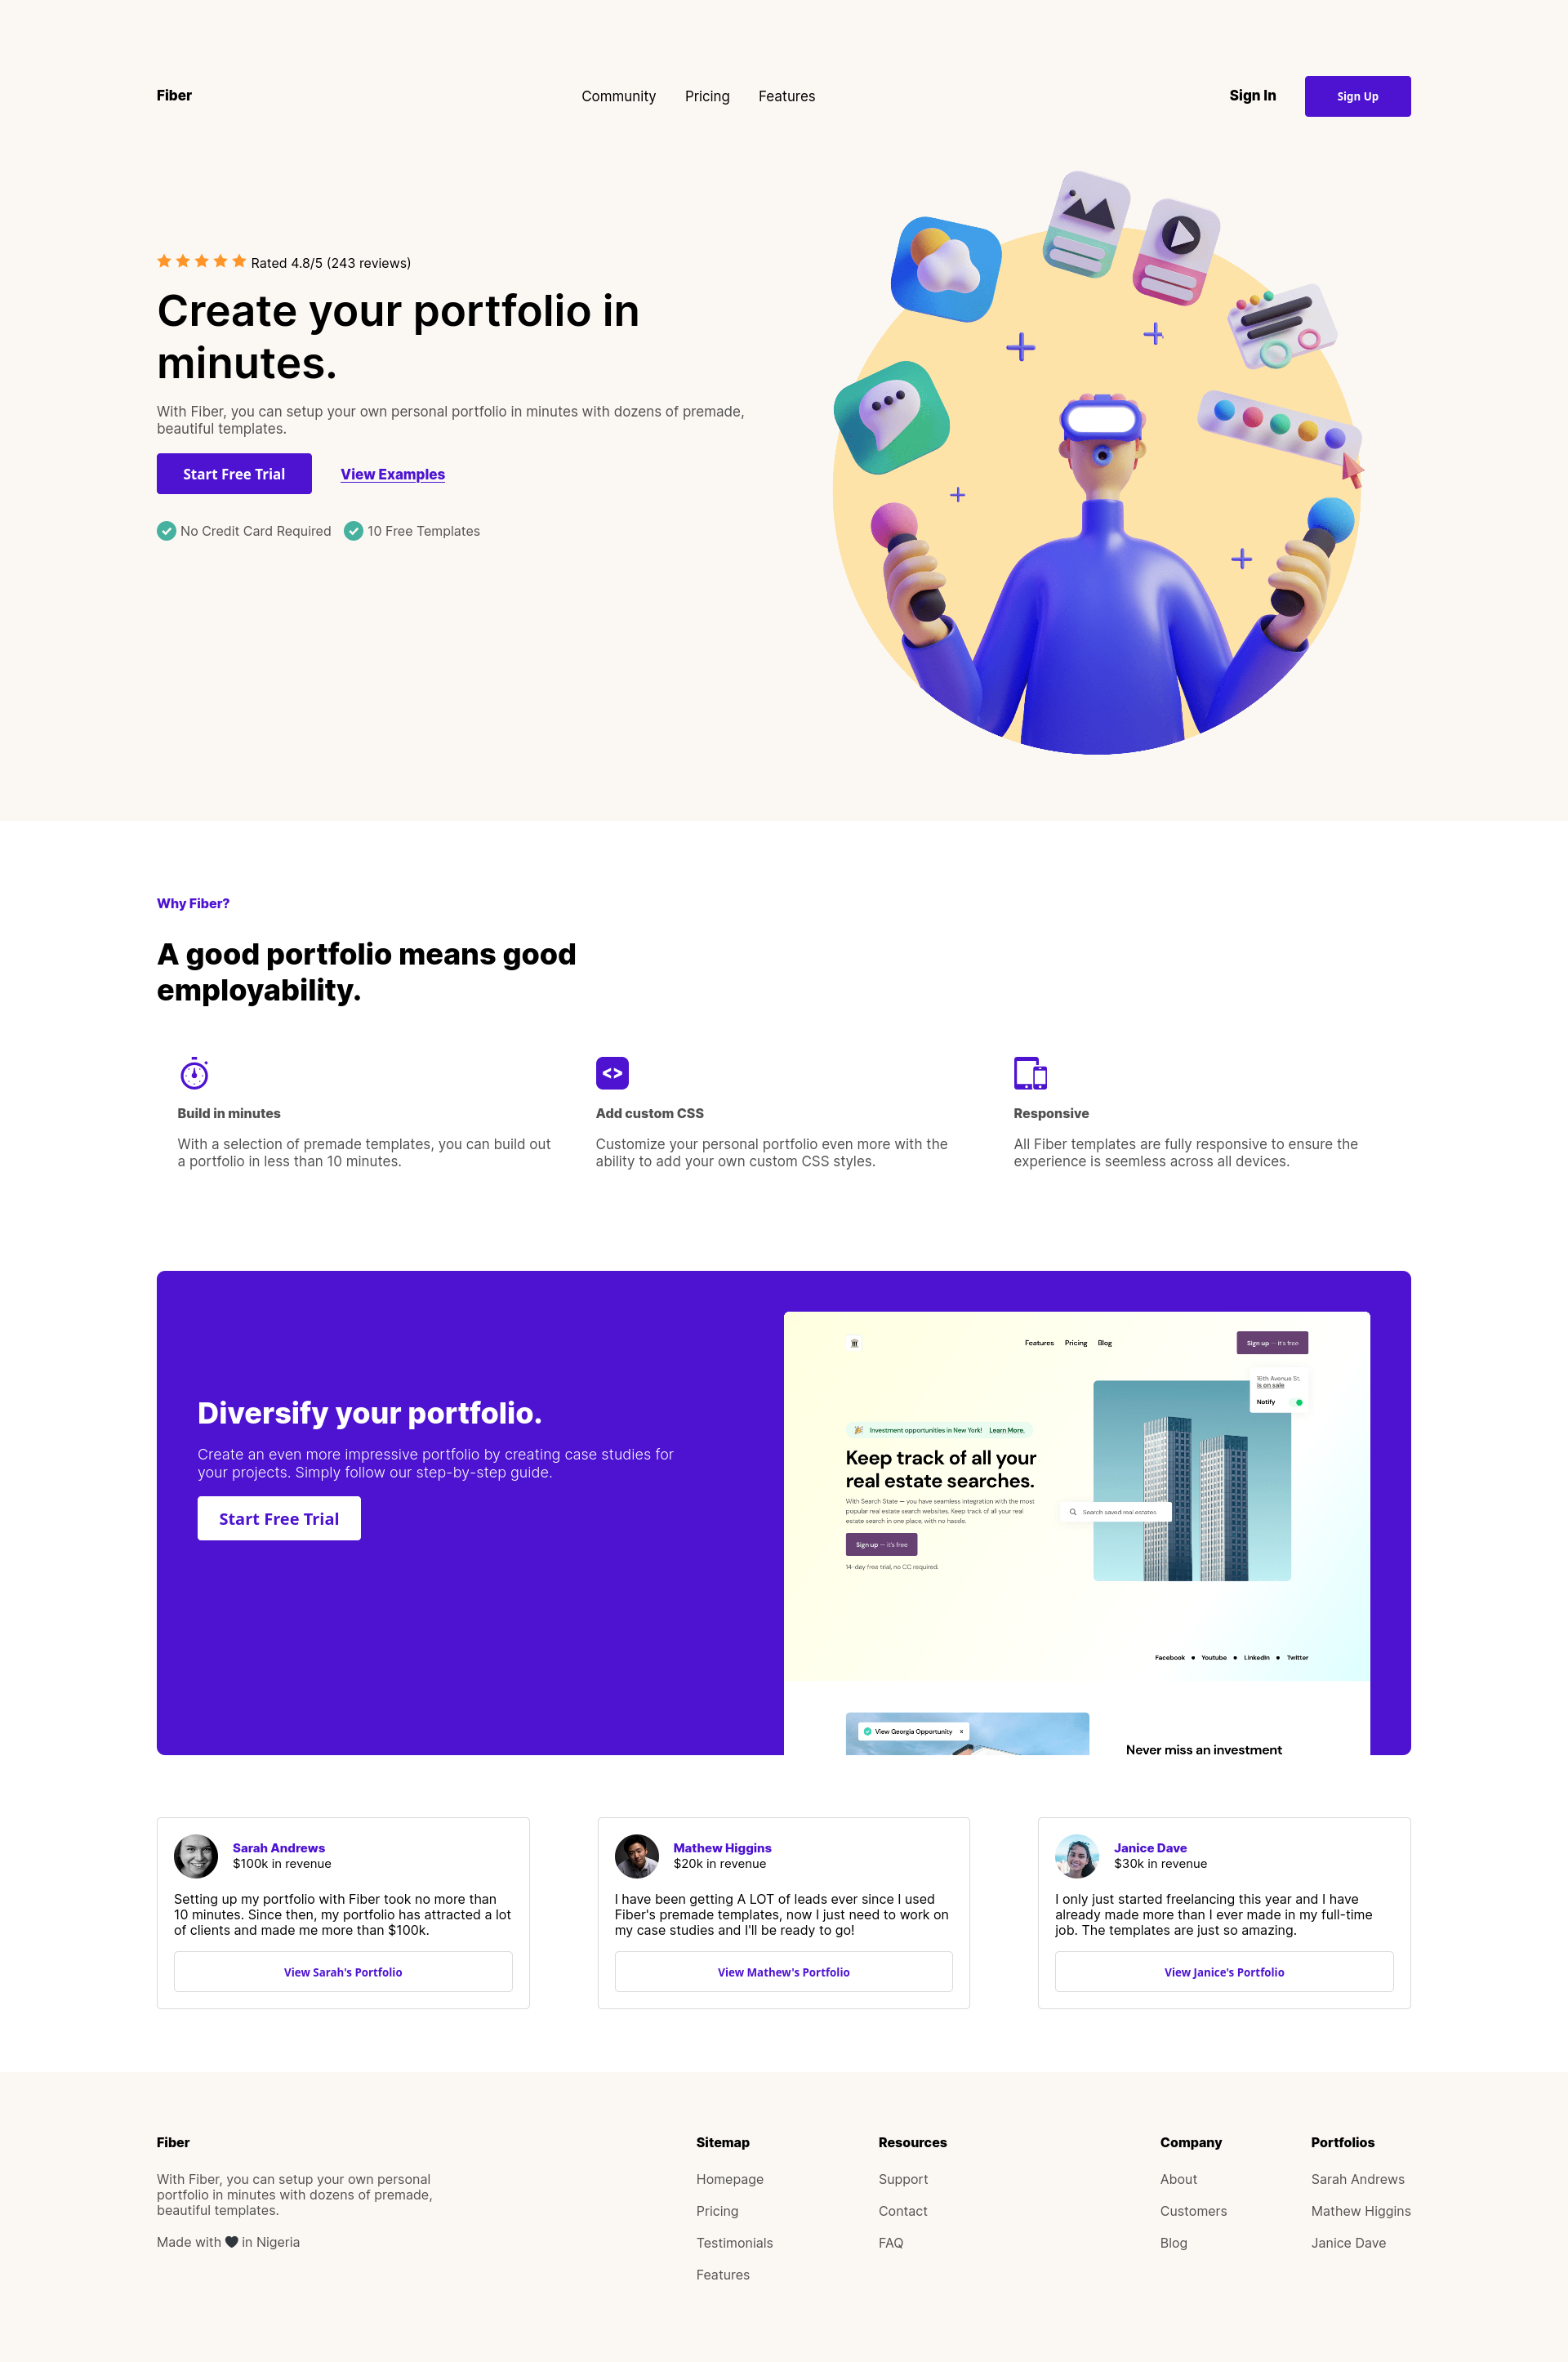 Fiber
Community Pricing Features
Sign In Sign Up
Rated 4.8/5 (243 reviews)
Create your portfolio in
minutes.
With Fiber, you can setup your own personal portfolio in minutes with dozens of premade,
beautiful templates.
Start Free Trial View Examples
No Credit Card Required 10 Free Templates
Why Fiber?
A good portfolio means good
employability.
Build in minutes
With a selection of premade templates, you can build out
a portfolio in less than 10 minutes.
Add custom CSS
Customize your personal portfolio even more with the
ability to add your own custom CSS styles.
Responsive
All Fiber templates are fully responsive to ensure the
experience is seemless across all devices.
Diversify your portfolio.
Create an even more impressive portfolio by creating case studies for
your projects. Simply follow our step-by-step guide.
Start Free Trial
Features Pricing Blog
Sign up — it's free
16th Avenue St.
is on sale
Notify
Investment opportunities in New York! Learn More.
Keep track of all your
real estate searches.
With Search State — you have seamless integration with the most
popular real estate search websites. Keep track of all your real
estate search in one place, with no hassle.
Search saved real estates
Sign up — it's free
14-day free trial, no CC required.
Facebook Youtube LinkedIn Twitter
View Georgia Opportunity x
Never miss an investment
Sarah Andrews
$100k in revenue
Setting up my portfolio with Fiber took no more than
10 minutes. Since then, my portfolio has attracted a lot
of clients and made me more than $100k.
View Sarah's Portfolio
Mathew Higgins
$20k in revenue
I have been getting A LOT of leads ever since I used
Fiber's premade templates, now I just need to work on
my case studies and I'll be ready to go!
View Mathew's Portfolio
Janice Dave
$30k in revenue
I only just started freelancing this year and I have
already made more than I ever made in my full-time
job. The templates are just so amazing.
View Janice's Portfolio
Fiber
With Fiber, you can setup your own personal
portfolio in minutes with dozens of premade,
beautiful templates.
Made with 🖤 in Nigeria
Sitemap
Homepage
Pricing
Testimonials
Features
Resources
Support
Contact
FAQ
Company
About
Customers
Blog
Portfolios
Sarah Andrews
Mathew Higgins
Janice Dave